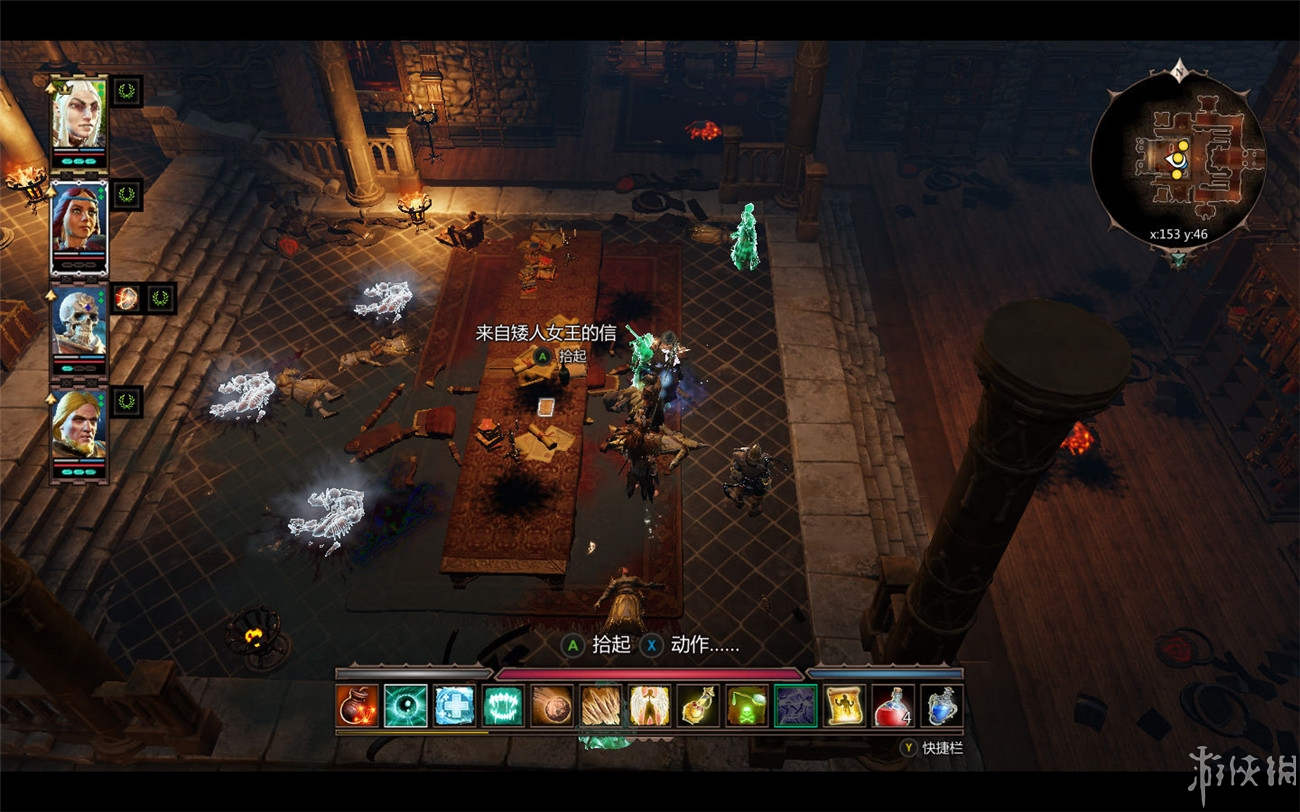 N
x:153 y:46
来自矮人女王的信
A 拾起
A 拾起 X 动作......
4
Y 快捷栏
游侠网